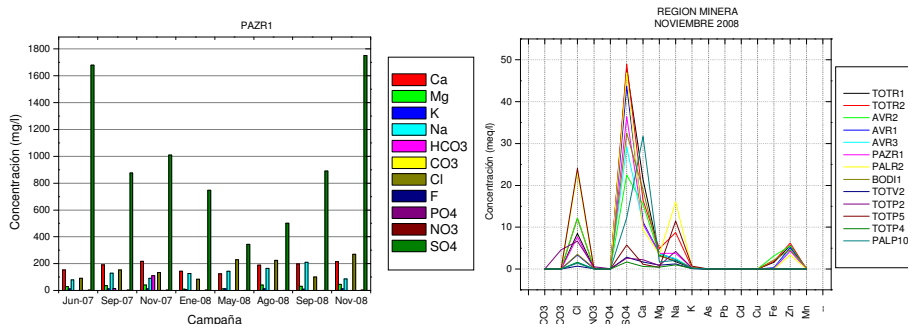 PAZR1
Concentración (mg/l)
1800
1600
1400
1200
1000
800
600
400
200
0
Jun-07 Sep-07 Nov-07 Ene-08 May-08 Ago-08 Sep-08 Nov-08
Campaña
Ca
Mg
K
Na
HCO3
CO3
Cl
F
PO4
NO3
SO4
REGION MINERA
NOVIEMBRE 2008
Concentración (meq/l)
50
40
30
20
10
0
CO3
CO3
Cl
NO3
PO4
SO4
Ca
Mg
Na
K
As
Pb
Cd
Cu
Fe
Zn
Mn
--
TOTR1
TOTR2
AVR2
AVR1
AVR3
PAZR1
PALR2
BODI1
TOTV2
TOTP2
TOTP5
TOTP4
PALP10